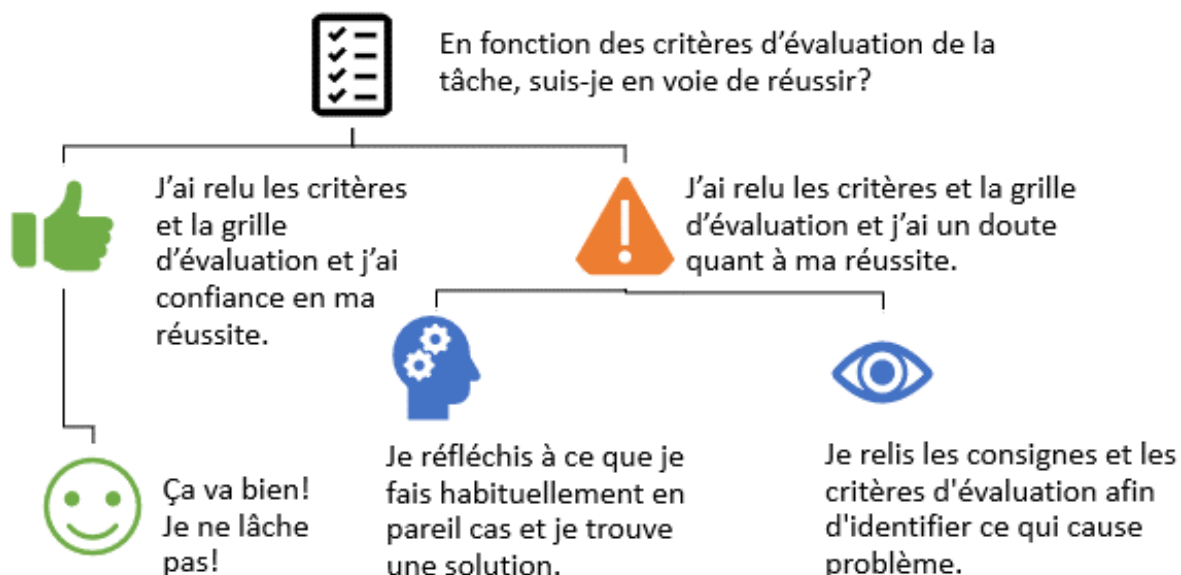 En fonction des critères d’évaluation de la
tâche, suis-je en voie de réussir?
J’ai relu les critères
et la grille
d’évaluation et j’ai
confiance en ma
réussite.
J’ai relu les critères et la grille
d’évaluation et j’ai un doute
quant à ma réussite.
Ça va bien!
Je ne lâche
pas!
Je réfléchis à ce que je
fais habituellement en
pareil cas et je trouve
une solution.
Je relis les consignes et les
critères d'évaluation afin
d'identifier ce qui cause
problème.